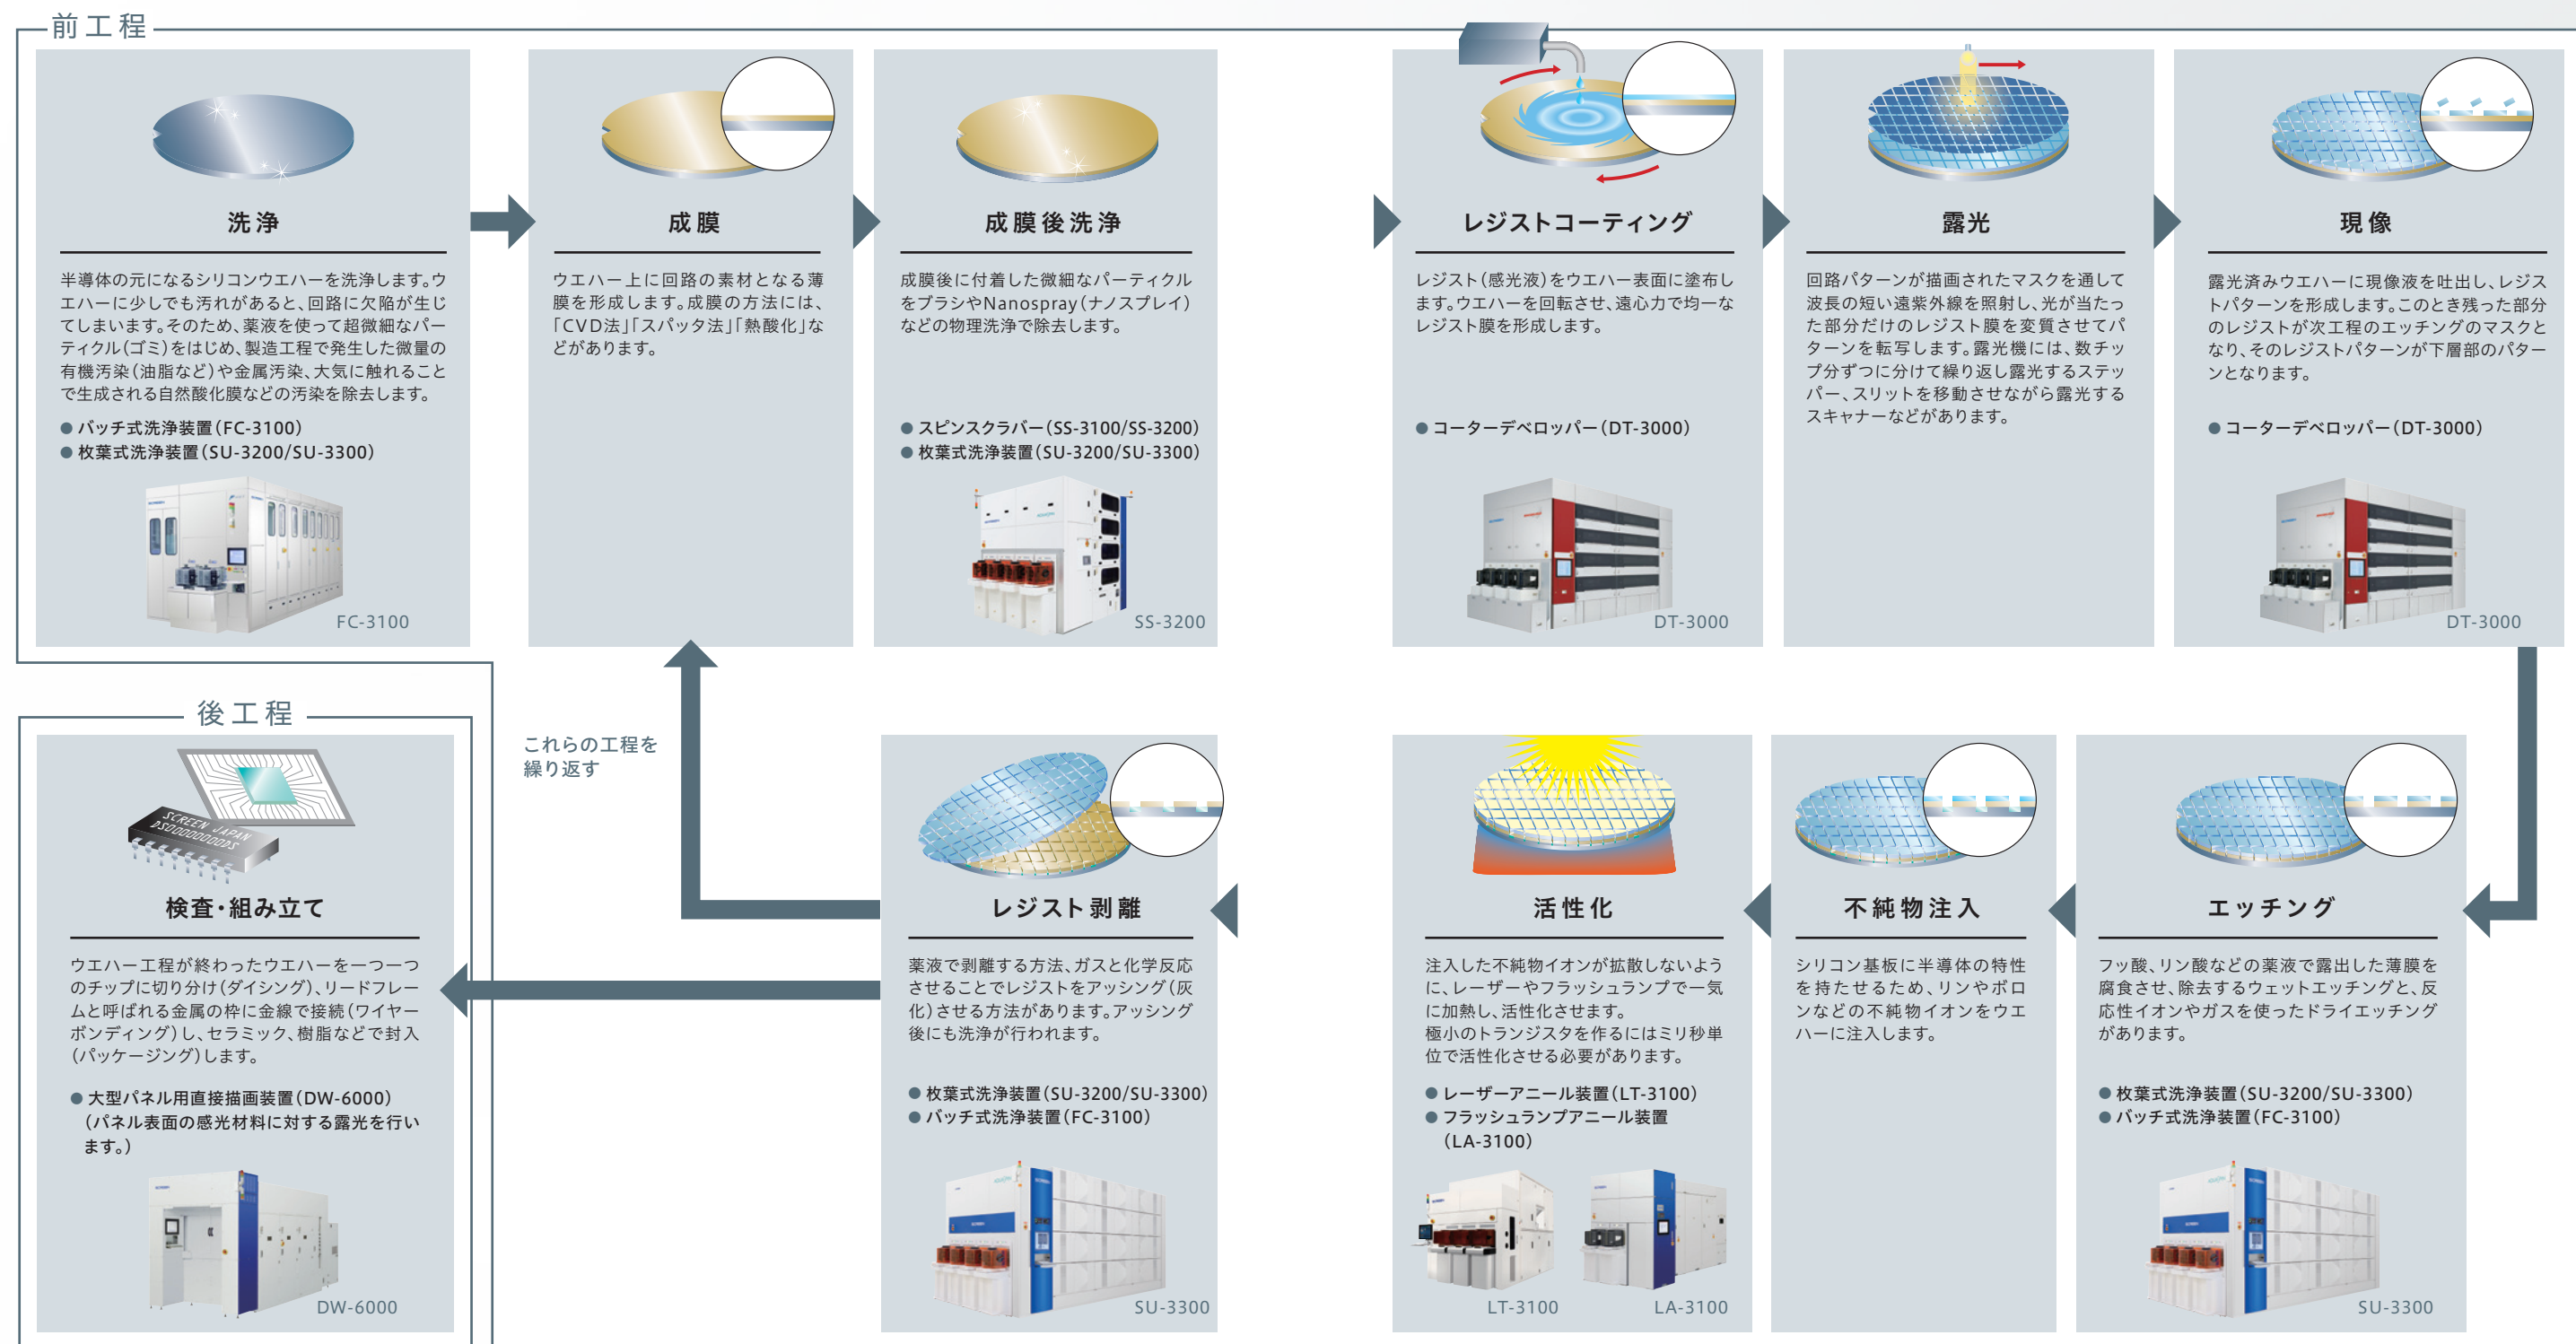 前工程
洗浄
半導体の元になるシリコンウエハーを洗浄します。ウ
エハーに少しでも汚れがあると、回路に欠陥が生じ
てしまいます。そのため、薬液を使って超微細なパー
ティクル(ゴミ)をはじめ、製造工程で発生した微量の
有機汚染(油脂など)や金属汚染、大気に触れること
で生成される自然酸化膜などの汚染を除去します。
●バッチ式洗浄装置(FC-3100)
●枚葉式洗浄装置(SU-3200/SU-3300)
FC-3100
成膜
ウエハー上に回路の素材となる薄
膜を形成します。成膜の方法には、
「CVD法」「スパッタ法」「熱酸化」な
どがあります。
成膜後洗浄
成膜後に付着した微細なパーティクル
をブラシやNanospray(ナノスプレイ)
などの物理洗浄で除去します。
●スピンスクラバー(SS-3100/SS-3200)
●枚葉式洗浄装置(SU-3200/SU-3300)
SS-3200
レジストコーティング
レジスト(感光液)をウエハー表面に塗布し
ます。ウエハーを回転させ、遠心力で均一な
レジスト膜を形成します。
●コーターデベロッパー(DT-3000)
DT-3000
露光
回路パターンが描画されたマスクを通して
波長の短い遠紫外線を照射し、光が当たっ
た部分だけのレジスト膜を変質させてパ
ターンを転写します。露光機には、数チッ
プ分ずつに分けて繰り返し露光するステッ
パー、スリットを移動させながら露光する
スキャナーなどがあります。
現像
露光済みウエハーに現像液を吐出し、レジス
トパターンを形成します。このとき残った部分
のレジストが次工程のエッチングのマスクと
なり、そのレジストパターンが下層部のパター
ンとなります。
●コーターデベロッパー(DT-3000)
DT-3000
エッチング
フッ酸、リン酸などの薬液で露出した薄膜を
腐食させ、除去するウェットエッチングと、反
応性イオンやガスを使ったドライエッチング
があります。
●枚葉式洗浄装置(SU-3200/SU-3300)
●バッチ式洗浄装置(FC-3100)
SU-3300
不純物注入
シリコン基板に半導体の特性
を持たせるため、リンやボロ
ンなどの不純物イオンをウエ
ハーに注入します。
活性化
注入した不純物イオンが拡散しないよう
に、レーザーやフラッシュランプで一気
に加熱し、活性化させます。
極小のトランジスタを作るにはミリ秒単
位で活性化させる必要があります。
●レーザーアニール装置(LT-3100)
●フラッシュランプアニール装置
(LA-3100)
LT-3100
LA-3100
レジスト剥離
薬液で剥離する方法、ガスと化学反応
させることでレジストをアッシング(灰
化)させる方法があります。アッシング
後にも洗浄が行われます。
●枚葉式洗浄装置(SU-3200/SU-3300)
●バッチ式洗浄装置(FC-3100)
SU-3300
これらの工程を
繰り返す
後工程
SCREEN JAPAN
検査・組み立て
ウエハー工程が終わったウエハーを一つ一つ
のチップに切り分け(ダイシング)、リードフレー
ムと呼ばれる金属の枠に金線で接続(ワイヤー
ボンディング)し、セラミック、樹脂などで封入
(パッケージング)します。
●大型パネル用直接描画装置(DW-6000)
(パネル表面の感光材料に対する露光を行い
ます。)
DW-6000